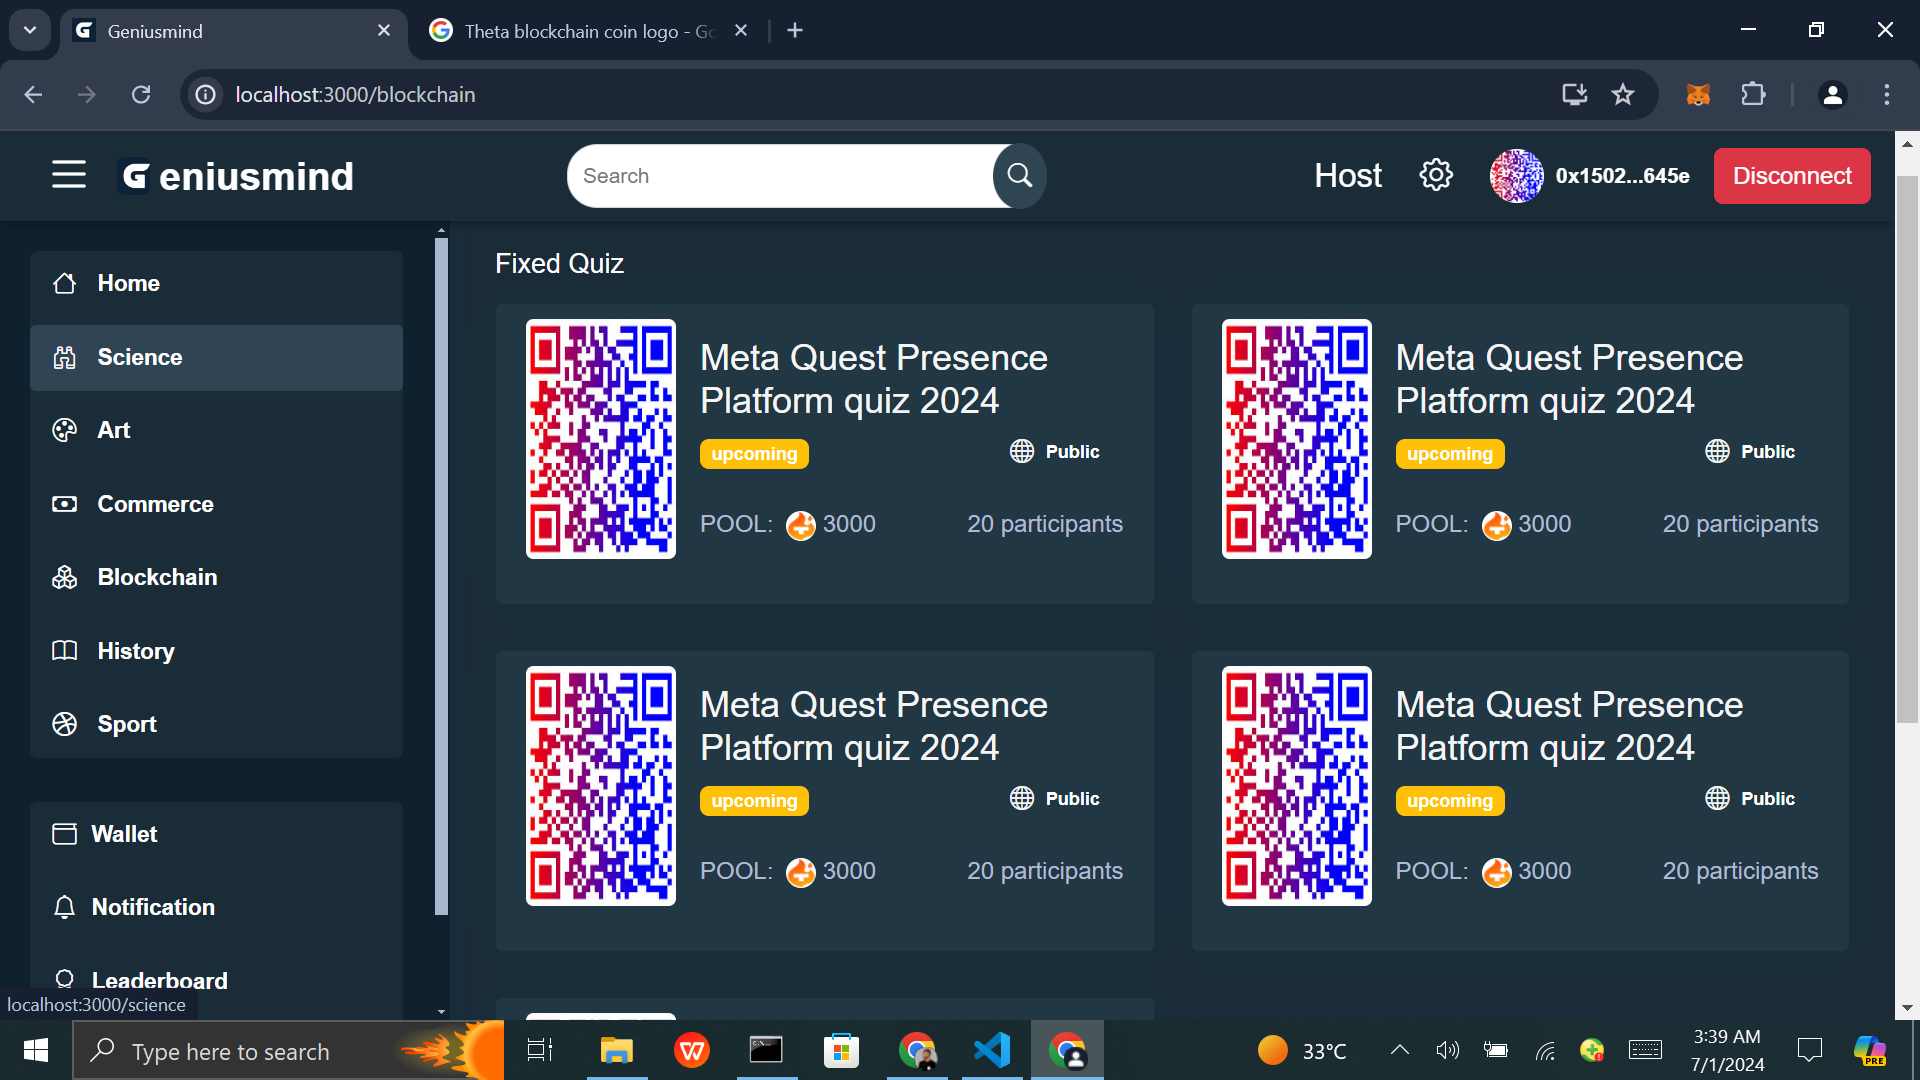 Geniusmind
Theta blockchain coin logo - Go
localhost:3000/blockchain
Geniusmind
Search
Host
0x1502...645e
Disconnect
Home
Science
Art
Commerce
Blockchain
History
Sport
Wallet
Notification
Leaderboard
localhost:3000/science
Fixed Quiz
Meta Quest Presence
Platform quiz 2024
upcoming
Public
POOL: 3000
20 participants
Meta Quest Presence
Platform quiz 2024
upcoming
Public
POOL: 3000
20 participants
Meta Quest Presence
Platform quiz 2024
upcoming
Public
POOL: 3000
20 participants
Meta Quest Presence
Platform quiz 2024
upcoming
Public
POOL: 3000
20 participants
Type here to search
33°C
3:39 AM
7/1/2024
PRE